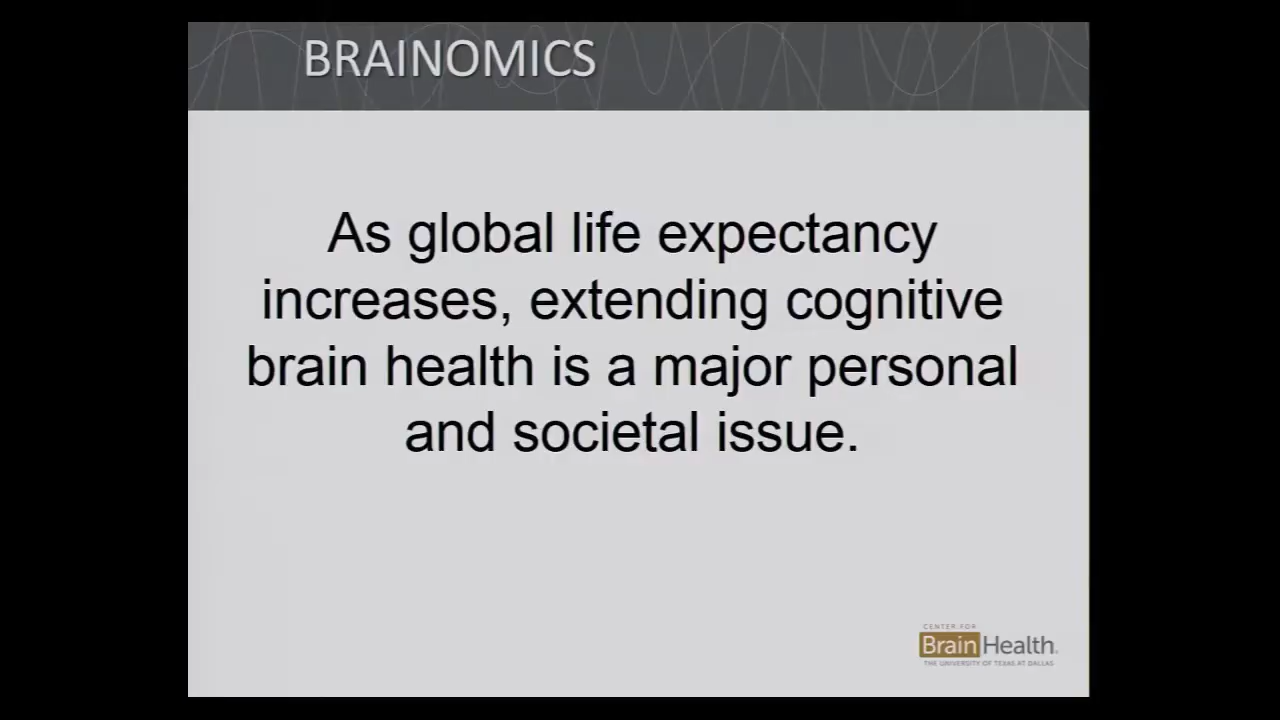 BRAINOMICS
As global life expectancy
increases, extending cognitive
brain health is a major personal
and societal issue.
CENTER FOR
BrainHealth
THE UNIVERSITY OF TEXAS AT DALLAS